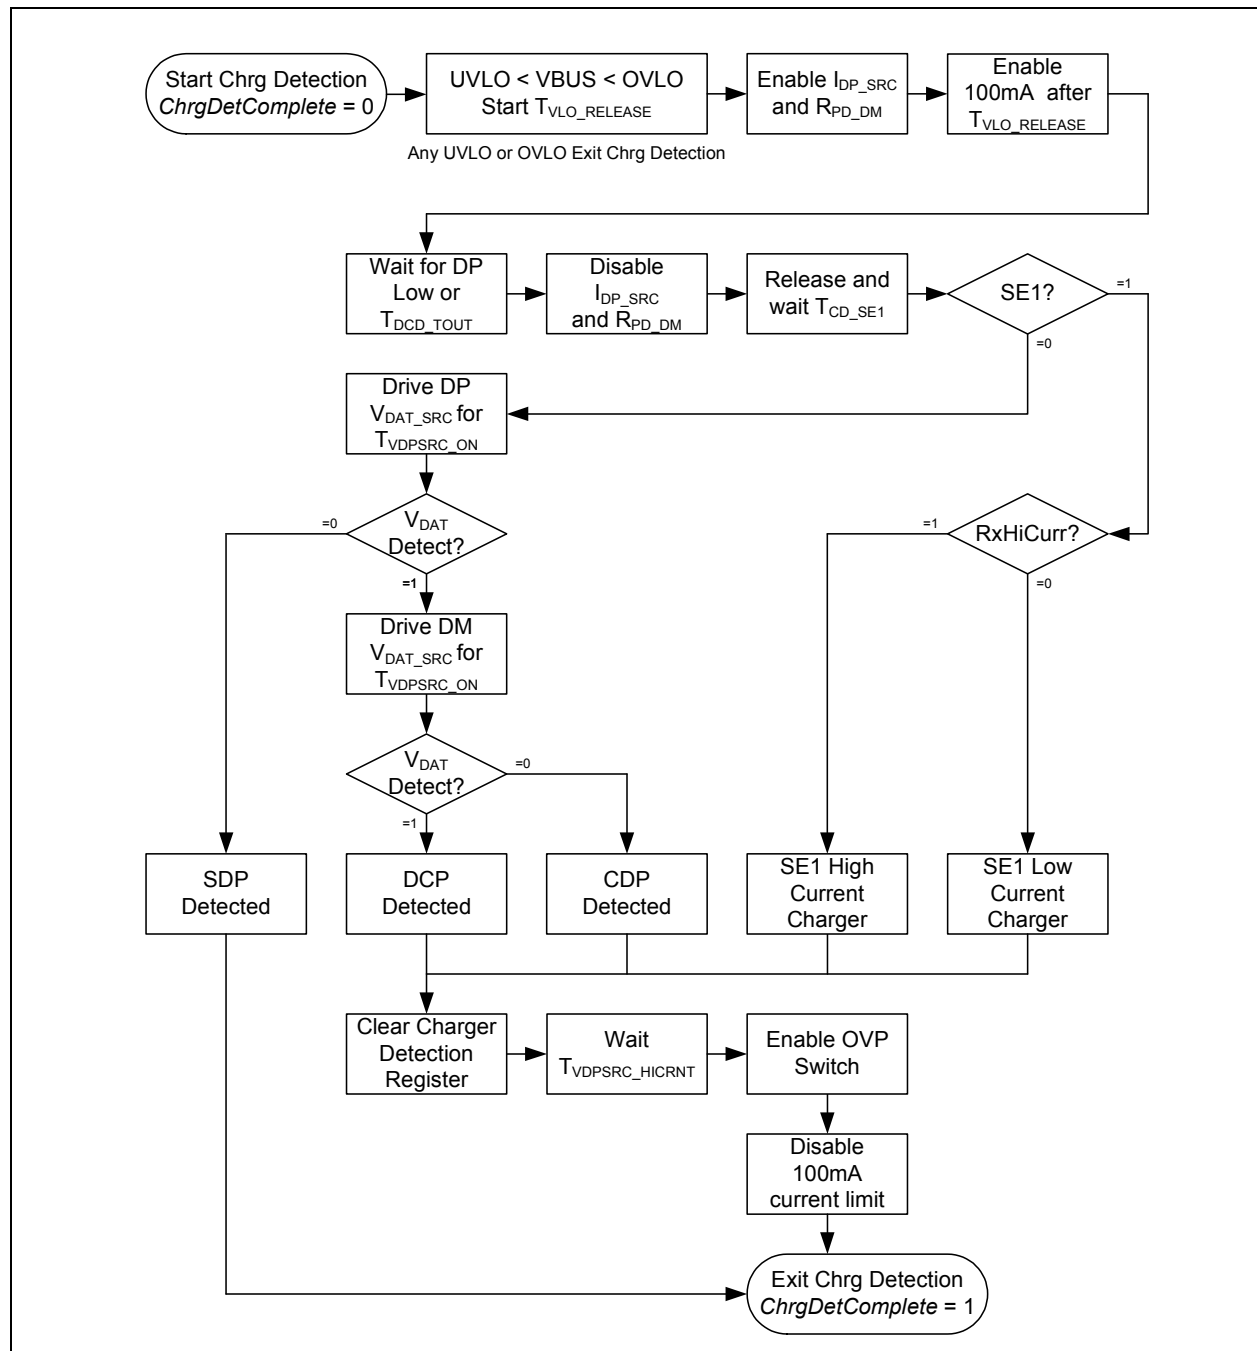 Start Chrg Detection
ChrgDetComplete = 0
UVLO < VBUS < OVLO
Start TVLO_RELEASE
Any UVLO or OVLO Exit Chrg Detection
Enable IDP_SRC
and RPD_DM
Enable
100mA after
TVLO_RELEASE
Wait for DP
Low or
TDCD_TOUT
Disable
IDP_SRC
and RPD_DM
Release and
wait TCD_SE1
SE1?
=1
=0
Drive DP
VDAT_SRC for
TVDPSRC_ON
VDAT
Detect?
=0
=1
RxHiCurr?
=1
=0
Drive DM
VDAT_SRC for
TVDPSRC_ON
VDAT
Detect?
=0
=1
SDP
Detected
DCP
Detected
CDP
Detected
SE1 High
Current
Charger
SE1 Low
Current
Charger
Clear Charger
Detection
Register
Wait
TVDPSRC_HICRNT
Enable OVP
Switch
Disable
100mA
current limit
Exit Chrg Detection
ChrgDetComplete = 1